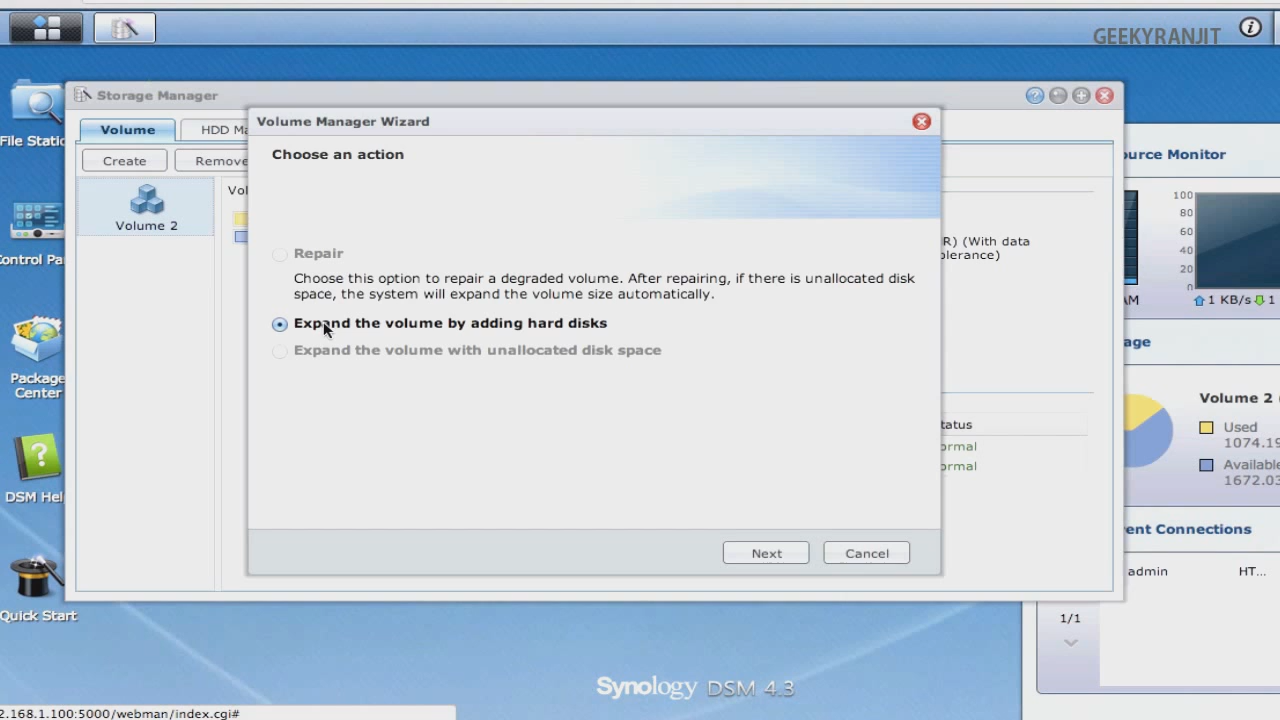 GEEKYRANJIT
Storage Manager
Volume
HDD
Create
Remove
Volume 2
Volume Manager Wizard
Choose an action
Repair
Choose this option to repair a degraded volume. After repairing, if there is unallocated disk
space, the system will expand the volume size automatically.
Expand the volume by adding hard disks
Expand the volume with unallocated disk space
Next
Cancel
R) (With data
olerance)
tatus
ormal
ormal
File Stati
Control Pa
Package
Center
DSM Hel
Quick Start
ource Monitor
100
80
60
40
20
0
AM
1 KB/s
1
age
Volume 2
Used
1074.19
Available
1672.03
ent Connections
admin
HT...
1/1
Synology DSM 4.3
2.168.1.100:5000/webman/index.cgi#